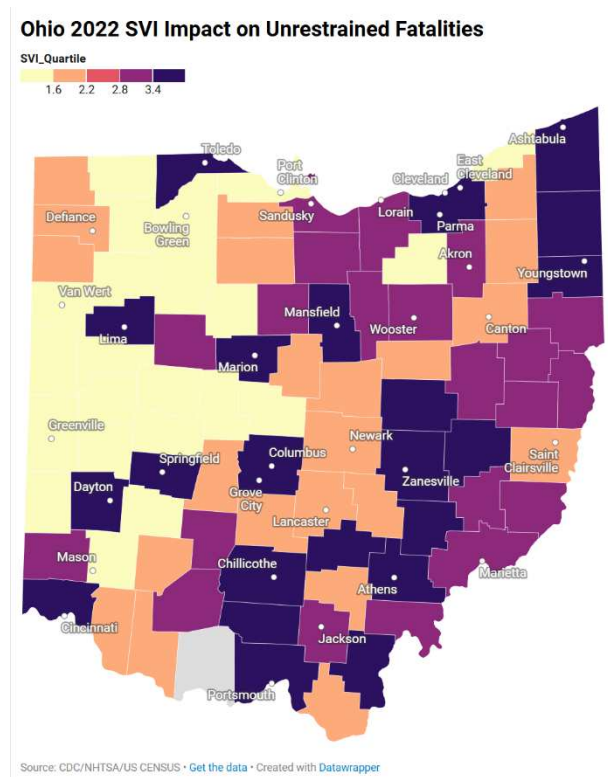 Ohio 2022 SVI Impact on Unrestrained Fatalities
SVI_Quartile
1.6 2.2 2.8 3.4
Ashtabula
Toledo
Port
Clinton
East
Cleveland
Cleveland
Defiance
Bowling
Green
Sandusky
Lorain
Parma
Akron
Youngstown
Van Wert
Mansfield
Wooster
Canton
Lima
Marion
Greenville
Newark
Saint
Clairsville
Springfield
Columbus
Zanesville
Dayton
Grove
City
Lancaster
Mason
Chillicothe
Athens
Marietta
Cincinnati
Jackson
Portsmouth
Source: CDC/NHTSA/US CENSUS • Get the data • Created with Datawrapper